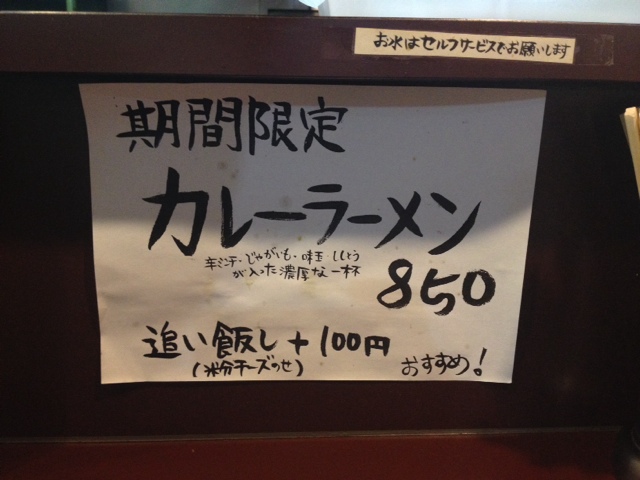 お水はセルフサービスでお願いします
期間限定
カレーラーメン
辛ミンチ・じゃがいも・味玉・ししとう
が入った濃厚な一杯
850
追い飯し+100円
(粉チーズのせ)
おすすめ!